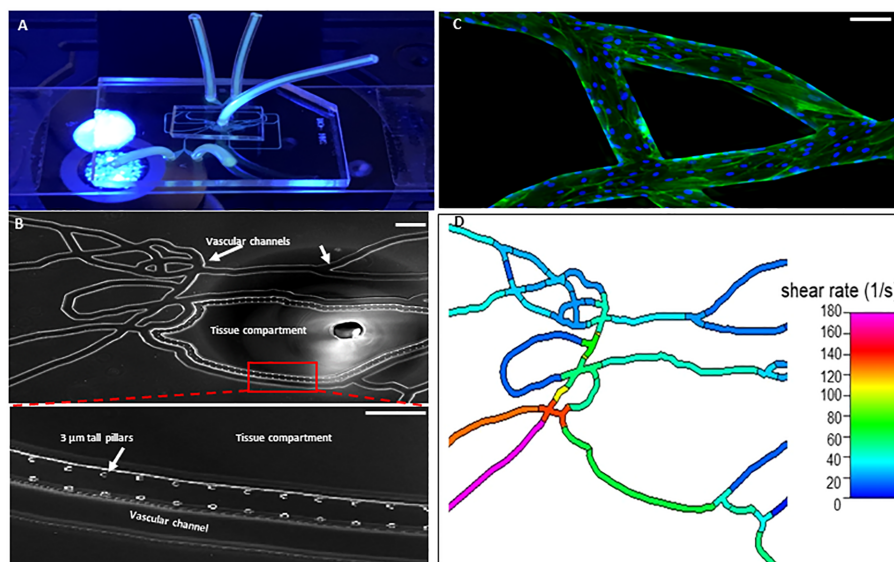 A
B
Vascular channels
Tissue compartment
3 µm tall pillars
Tissue compartment
Vascular channel
C
D
shear rate (1/s
180
160
140
120
100
80
60
40
20
0